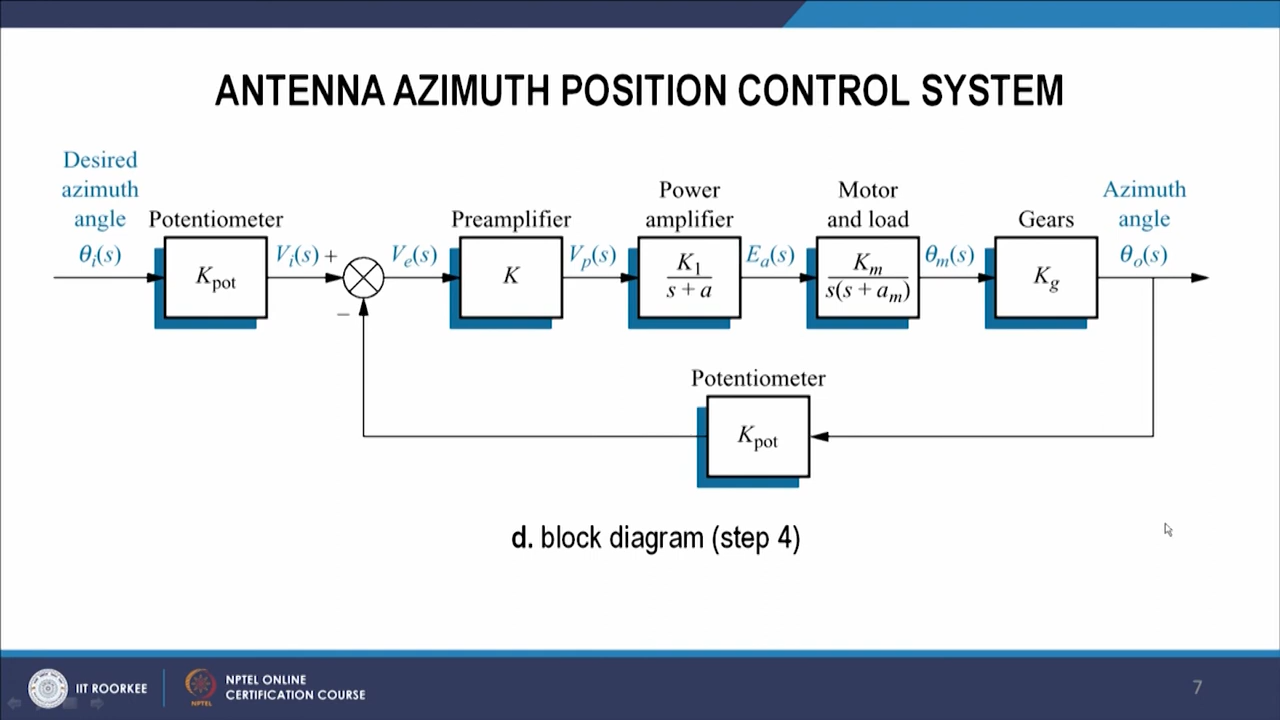 ANTENNA AZIMUTH POSITION CONTROL SYSTEM
Desired
azimuth
angle
θi(s)
Potentiometer
Kpot
Vi(s) +
−
Ve(s)
Preamplifier
K
Vp(s)
Power
amplifier
K1
s + a
Ea(s)
Motor
and load
Km
s(s + am)
θm(s)
Gears
Kg
Azimuth
angle
θo(s)
Potentiometer
Kpot
d. block diagram (step 4)
IIT ROORKEE
NPTEL
NPTEL ONLINE
CERTIFICATION COURSE
7